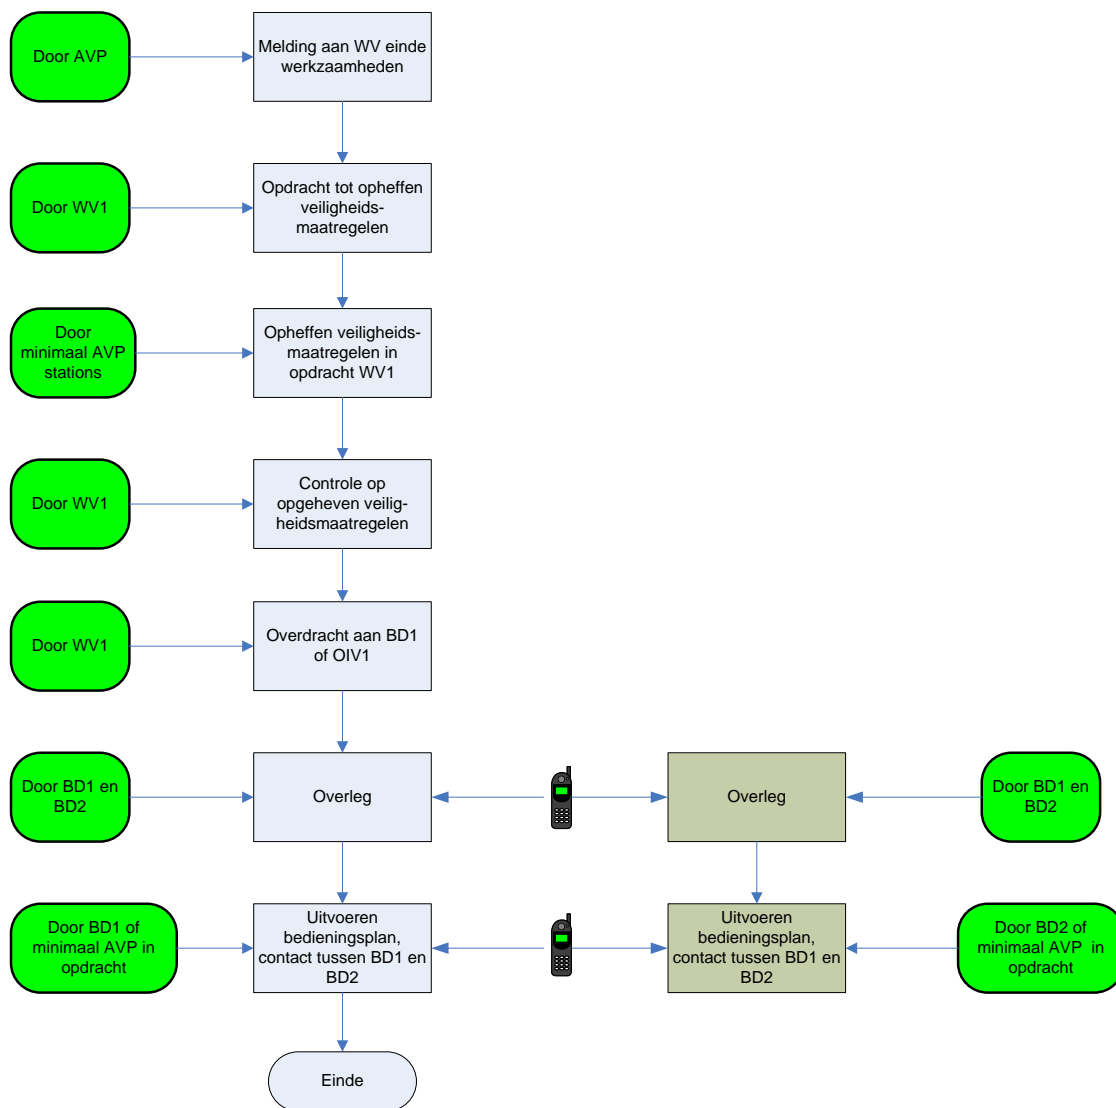 Door AVP
Melding aan WV einde
werkzaamheden
Door WV1
Opdracht tot opheffen
veiligheids-
maatregelen
Door
minimaal AVP
stations
Opheffen veiligheids-
maatregelen in
opdracht WV1
Door WV1
Controle op
opgeheven veilig-
heidsmaatregelen
Door WV1
Overdracht aan BD1
of OIV1
Door BD1 en
BD2
Overleg
Overleg
Door BD1 en
BD2
Door BD1 of
minimaal AVP in
opdracht
Uitvoeren
bedieningsplan,
contact tussen BD1 en
BD2
Uitvoeren
bedieningsplan,
contact tussen BD1 en
BD2
Door BD2 of
minimaal AVP in
opdracht
Einde